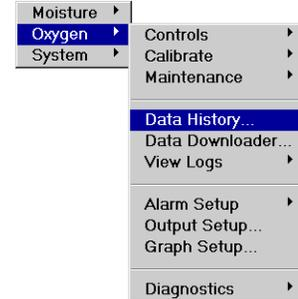 Moisture
Oxygen
System
Controls
Calibrate
Maintenance
Data History...
Data Downloader...
View Logs
Alarm Setup
Output Setup...
Graph Setup...
Diagnostics